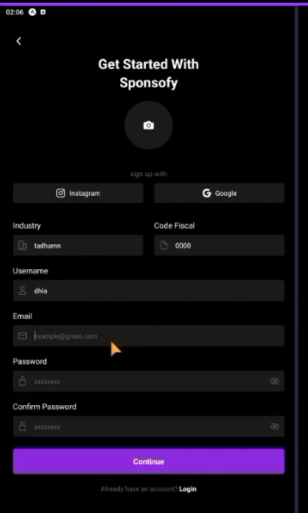 02:06
Get Started With
Sponsofy
sign up with
Instagram
Google
Industry
Code Fiscal
tadhamn
0000
Username
dhia
Email
example@gmail.com
Password
xxxxxxx
Confirm Password
xxxxxxx
Continue
Already have an account? Login